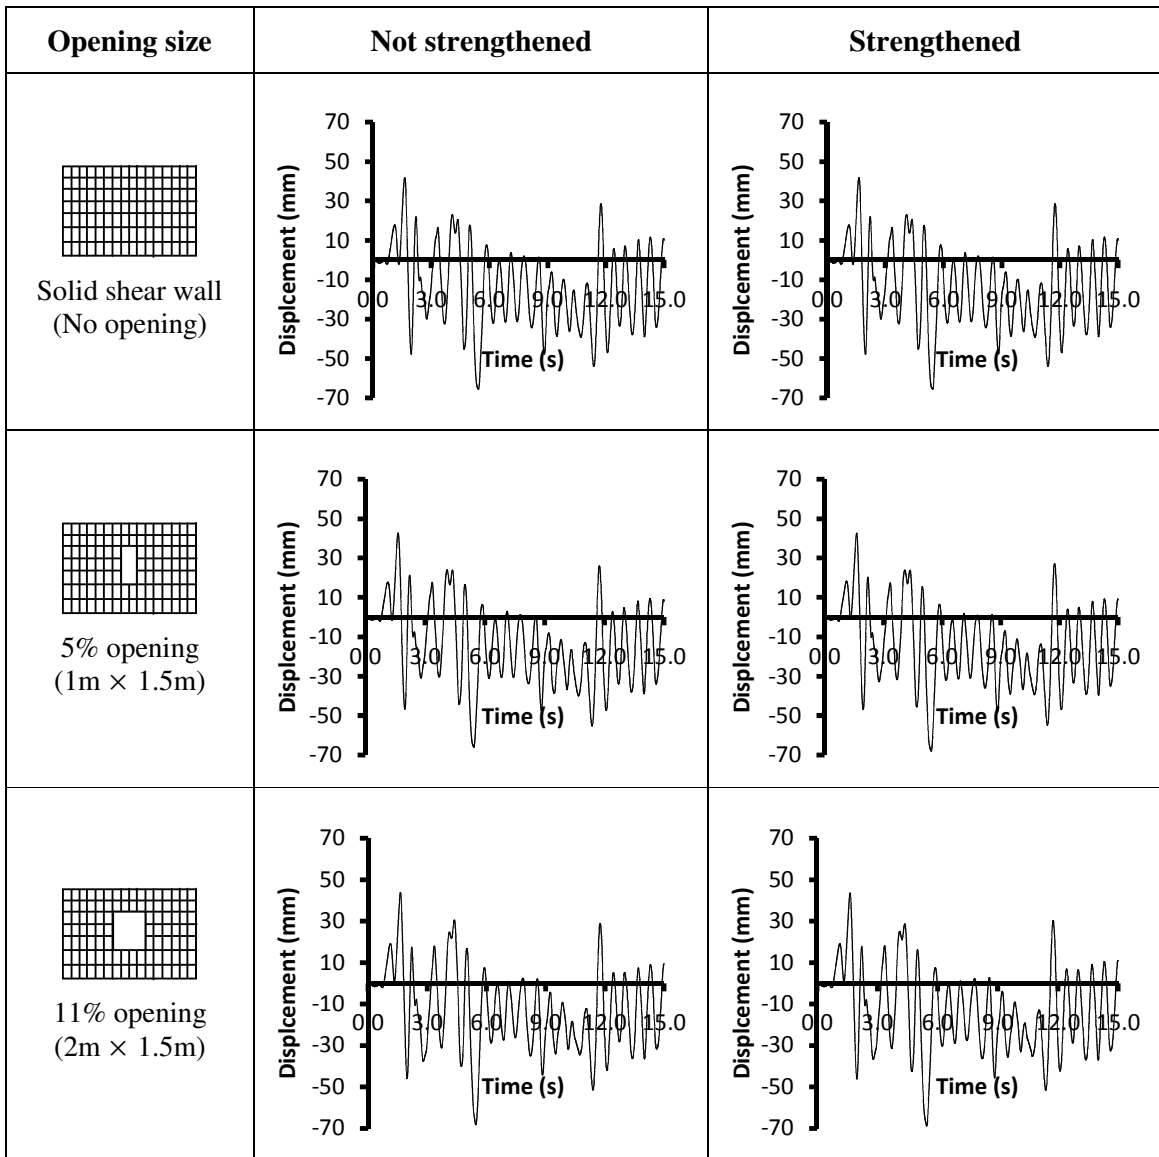 Opening size
Not strengthened
Strengthened
Solid shear wall
(No opening)
70
50
30
10
-10
-30
-50
-70
Displcement (mm)
0.0 3.0 6.0 9.0 12.0 15.0
Time (s)
70
50
30
10
-10
-30
-50
-70
Displcement (mm)
0.0 3.0 6.0 9.0 12.0 15.0
Time (s)
5% opening
(1m × 1.5m)
70
50
30
10
-10
-30
-50
-70
Displcement (mm)
0.0 3.0 6.0 9.0 12.0 15.0
Time (s)
70
50
30
10
-10
-30
-50
-70
Displcement (mm)
0.0 3.0 6.0 9.0 12.0 15.0
Time (s)
11% opening
(2m × 1.5m)
70
50
30
10
-10
-30
-50
-70
Displcement (mm)
0.0 3.0 6.0 9.0 12.0 15.0
Time (s)
70
50
30
10
-10
-30
-50
-70
Displcement (mm)
0.0 3.0 6.0 9.0 12.0 15.0
Time (s)